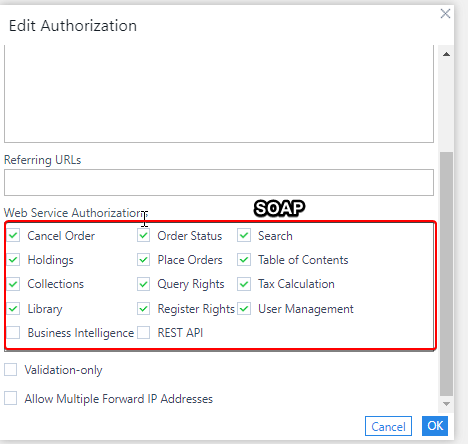 Edit Authorization
Referring URLs
SOAP
Web Service Authorizations
Cancel Order Order Status Search
Holdings Place Orders Table of Contents
Collections Query Rights Tax Calculation
Library Register Rights User Management
Business Intelligence REST API
Validation-only
Allow Multiple Forward IP Addresses
Cancel OK